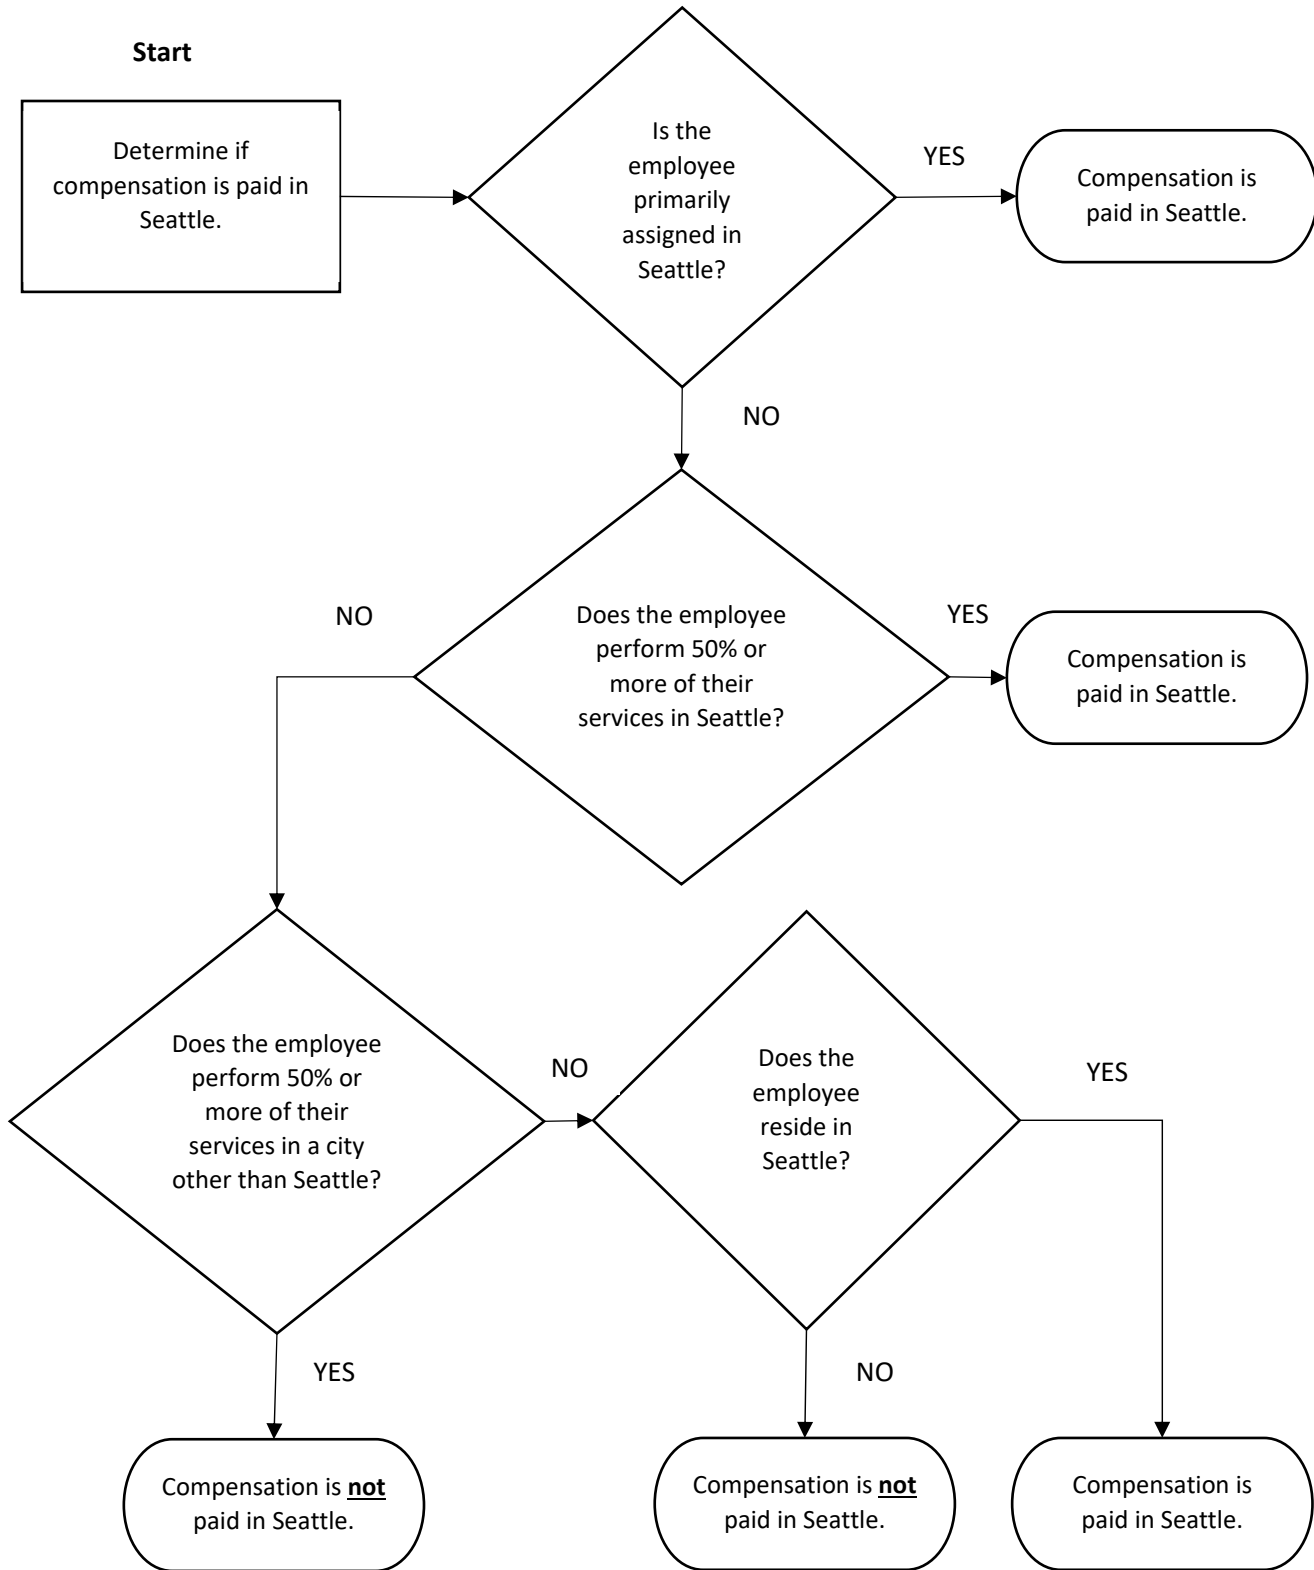 Start
Determine if
compensation is paid in
Seattle.
Is the
employee
primarily
assigned in
Seattle?
YES
Compensation is
paid in Seattle.
NO
Does the employee
perform 50% or
more of their
services in Seattle?
YES
Compensation is
paid in Seattle.
NO
Does the employee
perform 50% or
more of their
services in a city
other than Seattle?
NO
Does the
employee
reside in
Seattle?
YES
YES
NO
Compensation is not
paid in Seattle.
Compensation is not
paid in Seattle.
Compensation is
paid in Seattle.